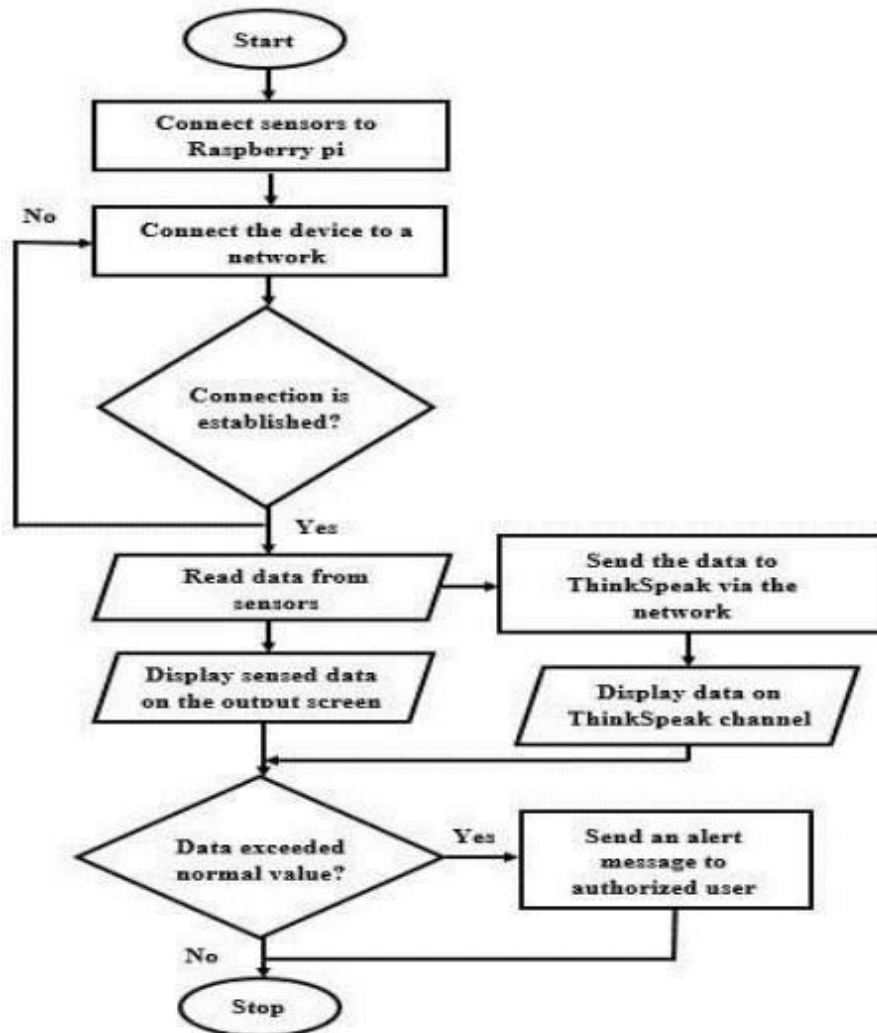 Start
Connect sensors to
Raspberry pi
No
Connect the device to a
network
Connection is
established?
Yes
Read data from
sensors
Send the data to
ThinkSpeak via the
network
Display sensed data
on the output screen
Display data on
ThinkSpeak channel
Data exceeded
normal value?
Yes
Send an alert
message to
authorized user
No
Stop